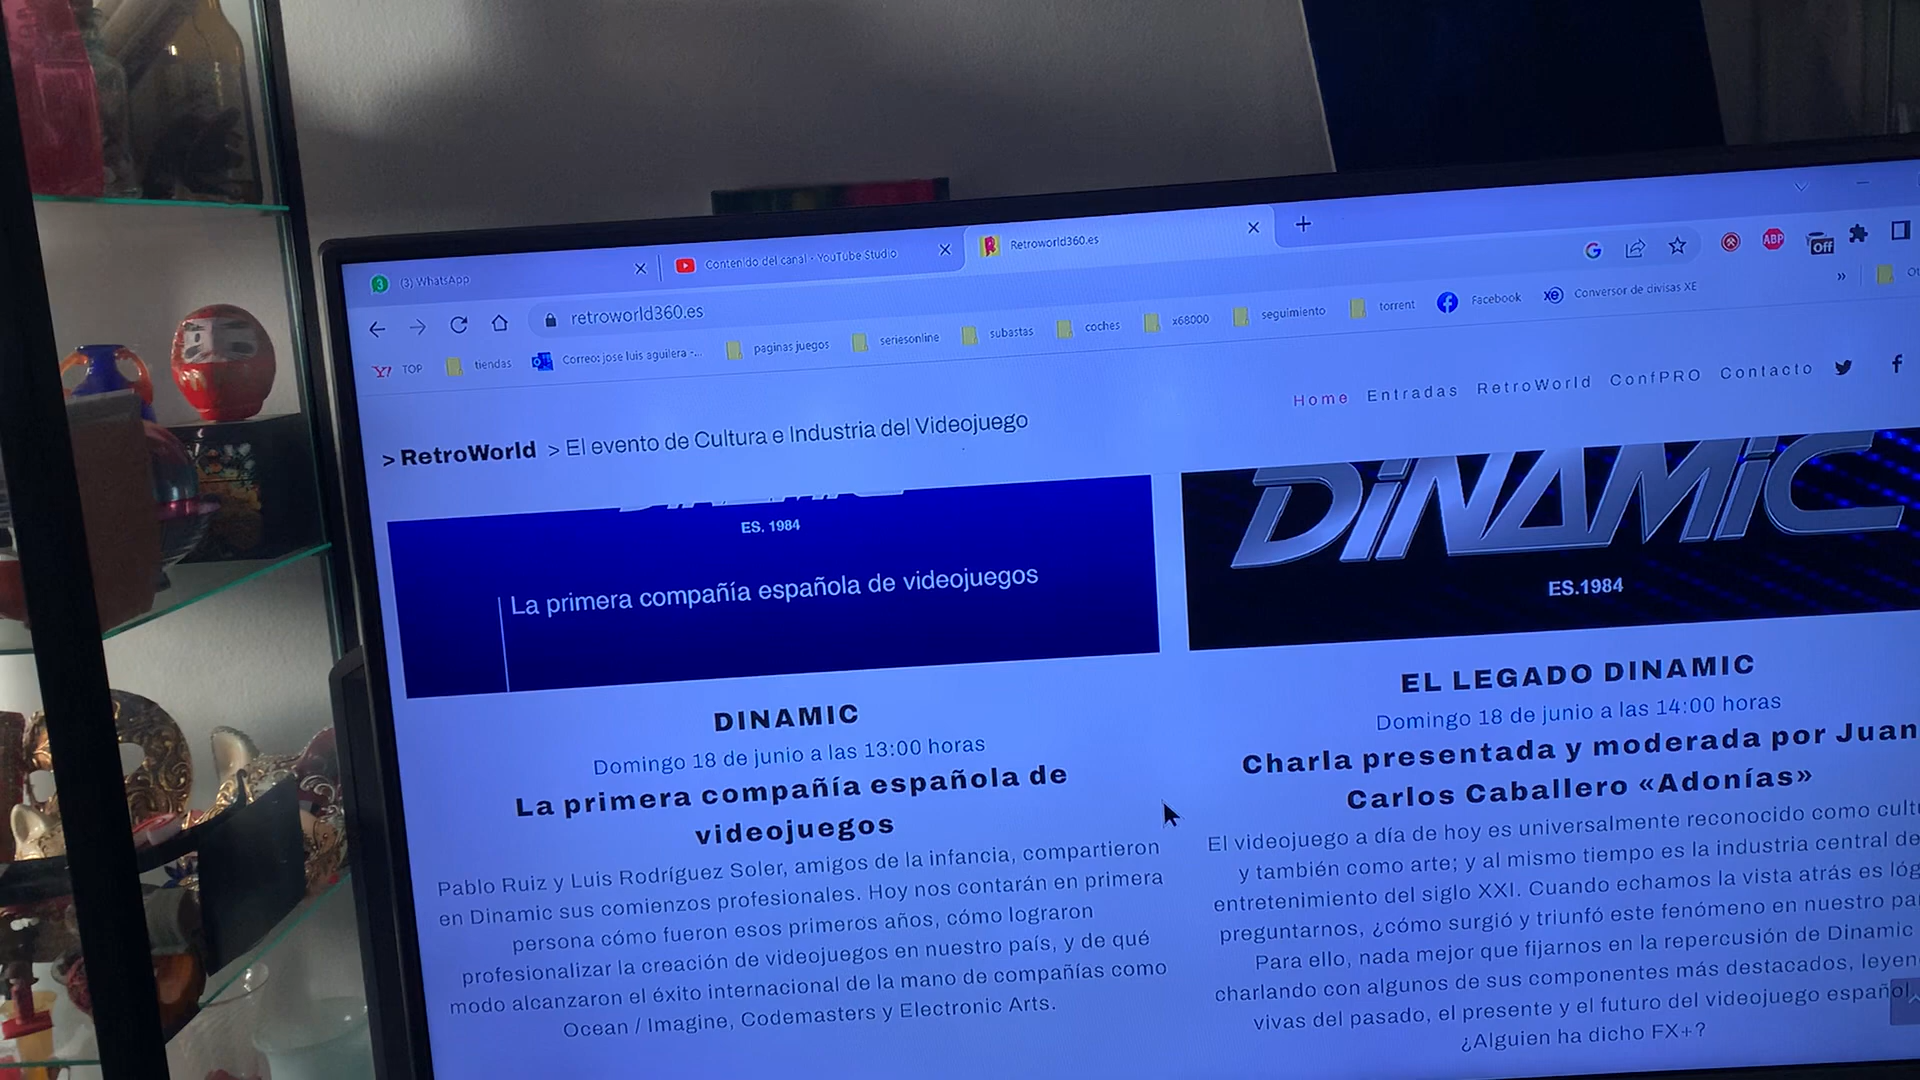 (3) WhatsApp
Contenido del canal - YouTube Studio
Retroworld360.es
retroworld360.es
ABP
Off
TOP
tiendas
Correo: jose luis aguilera -...
paginas juegos
seriesonline
subastas
coches
x68000
seguimiento
torrent
Facebook
Conversor de divisas XE
»
> RetroWorld > El evento de Cultura e Industria del Videojuego
Home Entradas RetroWorld ConfPRO Contacto
ES. 1984
La primera compañía española de videojuegos
DINAMIC
Domingo 18 de junio a las 13:00 horas
La primera compañía española de
videojuegos
Pablo Ruiz y Luis Rodríguez Soler, amigos de la infancia, compartieron
en Dinamic sus comienzos profesionales. Hoy nos contarán en primera
persona cómo fueron esos primeros años, cómo lograron
profesionalizar la creación de videojuegos en nuestro país, y de qué
modo alcanzaron el éxito internacional de la mano de compañías como
Ocean / Imagine, Codemasters y Electronic Arts.
DiNAMiC
ES.1984
EL LEGADO DINAMIC
Domingo 18 de junio a las 14:00 horas
Charla presentada y moderada por Juan
Carlos Caballero «Adonías»
El videojuego a día de hoy es universalmente reconocido como
y también como arte; y al mismo tiempo es la industria central de
entretenimiento del siglo XXI. Cuando echamos la vista atrás es
preguntarnos, ¿cómo surgió y triunfó este fenómeno en nuestro
Para ello, nada mejor que fijarnos en la repercusión de Dinamic
charlando con algunos de sus componentes más destacados,
vivas del pasado, el presente y el futuro del videojuego español.
¿Alguien ha dicho FX+?